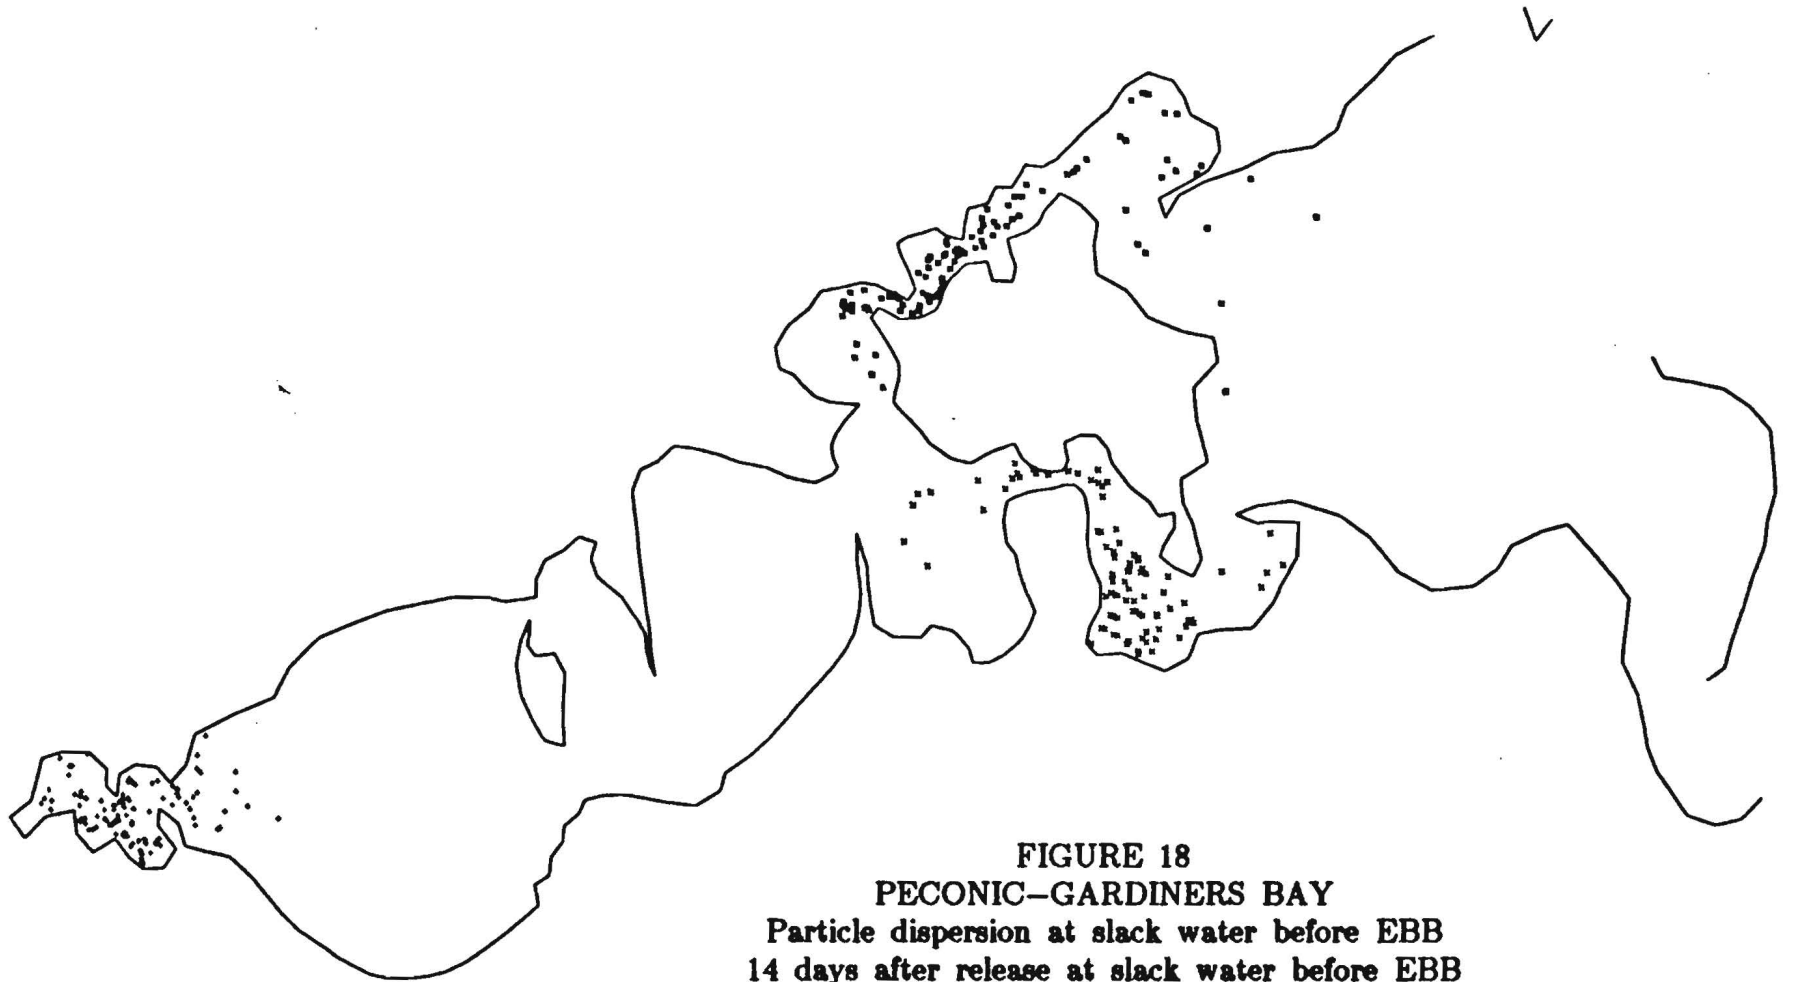 FIGURE 18
PECONIC–GARDINERS BAY
Particle dispersion at slack water before EBB
14 days after release at slack water before EBB